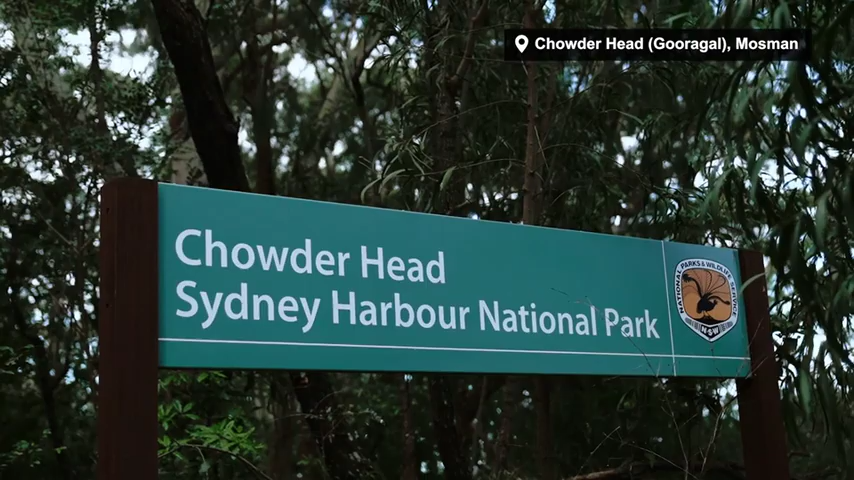 Chowder Head (Gooragal), Mosman
Chowder Head
Sydney Harbour National Park
NATIONAL PARKS & WILDLIFE SERVICE
NSW